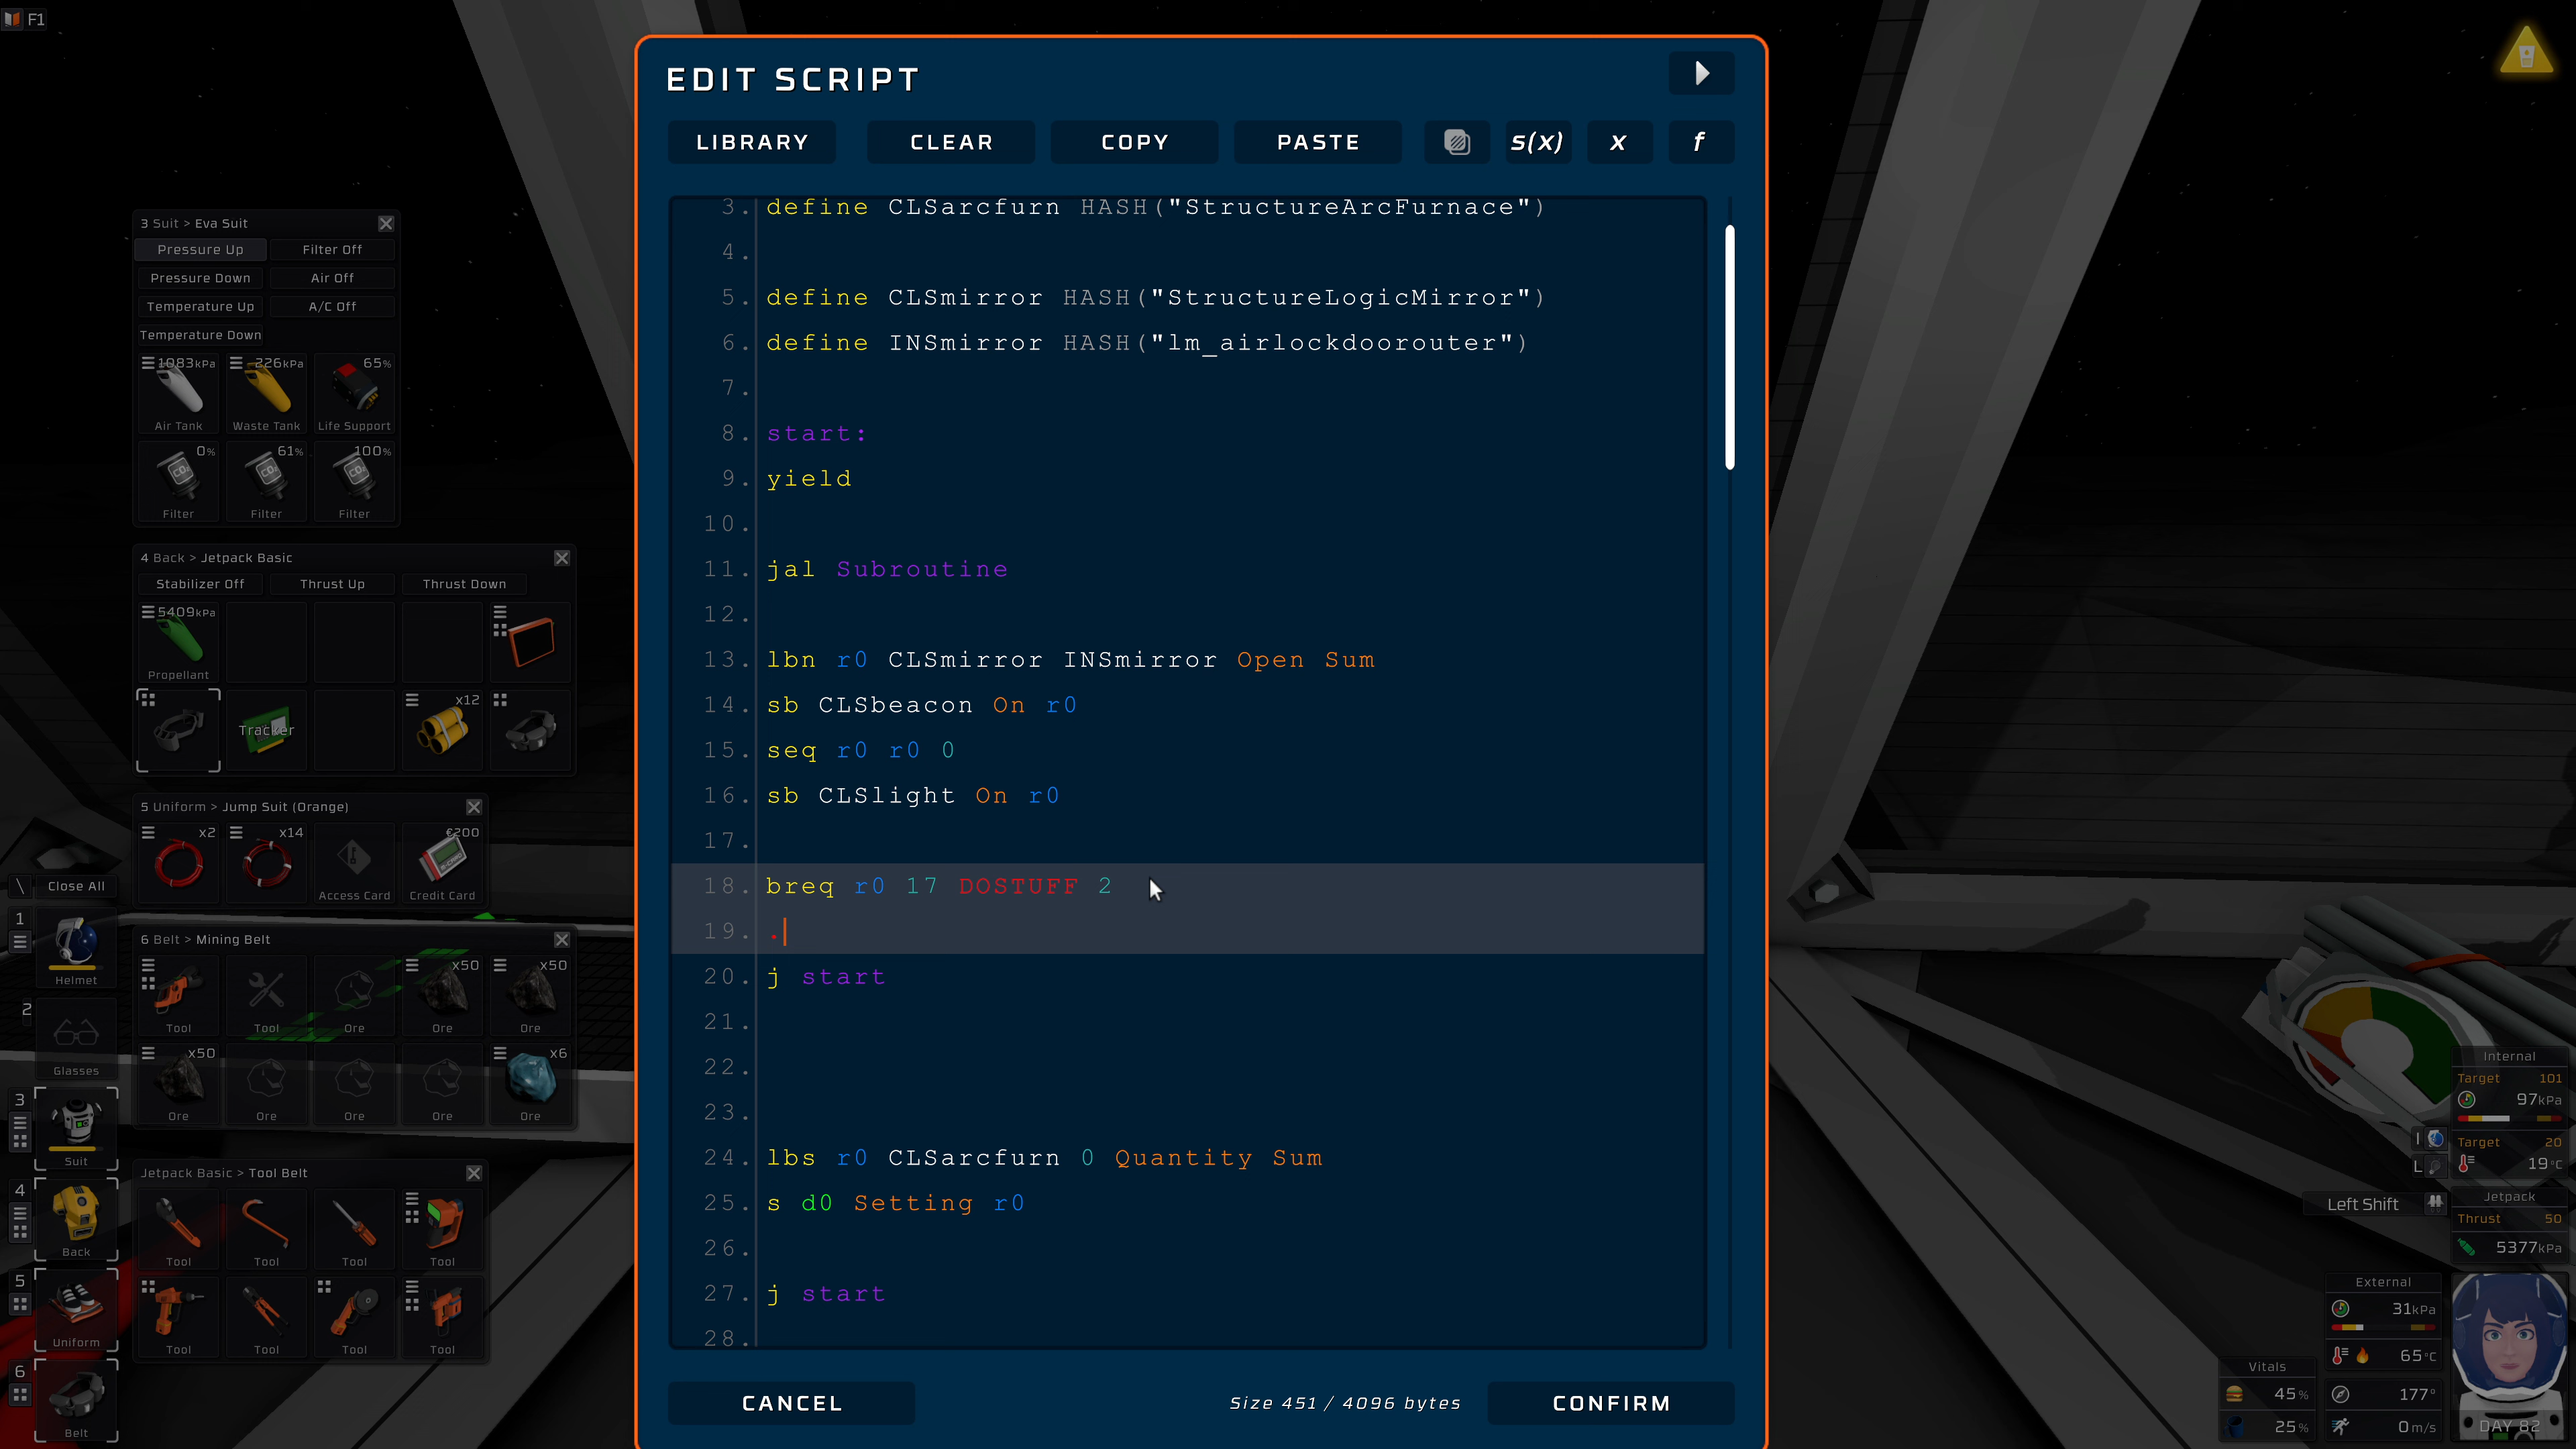 F1
EDIT SCRIPT
LIBRARY CLEAR COPY PASTE s(x) x f
3. define CLSarcfurn HASH("StructureArcFurnace")
4.
5. define CLSmirror HASH("StructureLogicMirror")
6. define INSmirror HASH("lm_airlockdoorouter")
7.
8. start:
9. yield
10.
11. jal Subroutine
12.
13. lbn r0 CLSmirror INSmirror Open Sum
14. sb CLSbeacon On r0
15. seq r0 r0 0
16. sb CLSlight On r0
17.
18. breq r0 17 DOSTUFF 2
19. .
20. j start
21.
22.
23.
24. lbs r0 CLSarcfurn 0 Quantity Sum
25. s d0 Setting r0
26.
27. j start
28.
CANCEL Size 451 / 4096 bytes CONFIRM
3 Suit > Eva Suit
Pressure Up Filter Off
Pressure Down Air Off
Temperature Up A/C Off
Temperature Down
1083kPa 226kPa 65%
Air Tank Waste Tank Life Support
0% 61% 100%
CO₂ CO₂ CO₂
Filter Filter Filter
4 Back > Jetpack Basic
Stabilizer Off Thrust Up Thrust Down
5409kPa
Propellant
x12
Tracker
5 Uniform > Jump Suit (Orange)
x2 x14 €200
Access Card Credit Card
\ Close All
6 Belt > Mining Belt
x50 x50
Tool Tool Ore Ore Ore
x50 x6
Ore Ore Ore Ore Ore
Jetpack Basic > Tool Belt
Tool Tool Tool Tool
Tool Tool Tool Tool
1
Helmet
2
Glasses
3
Suit
4
Back
5
Uniform
6
Belt
Internal
Target 101
97kPa
Target 20
19°C
I
L
Left Shift
Jetpack
Thrust 50
5377kPa
External
31kPa
65°C
177°
0m/s
Vitals
45%
25%
DAY 82